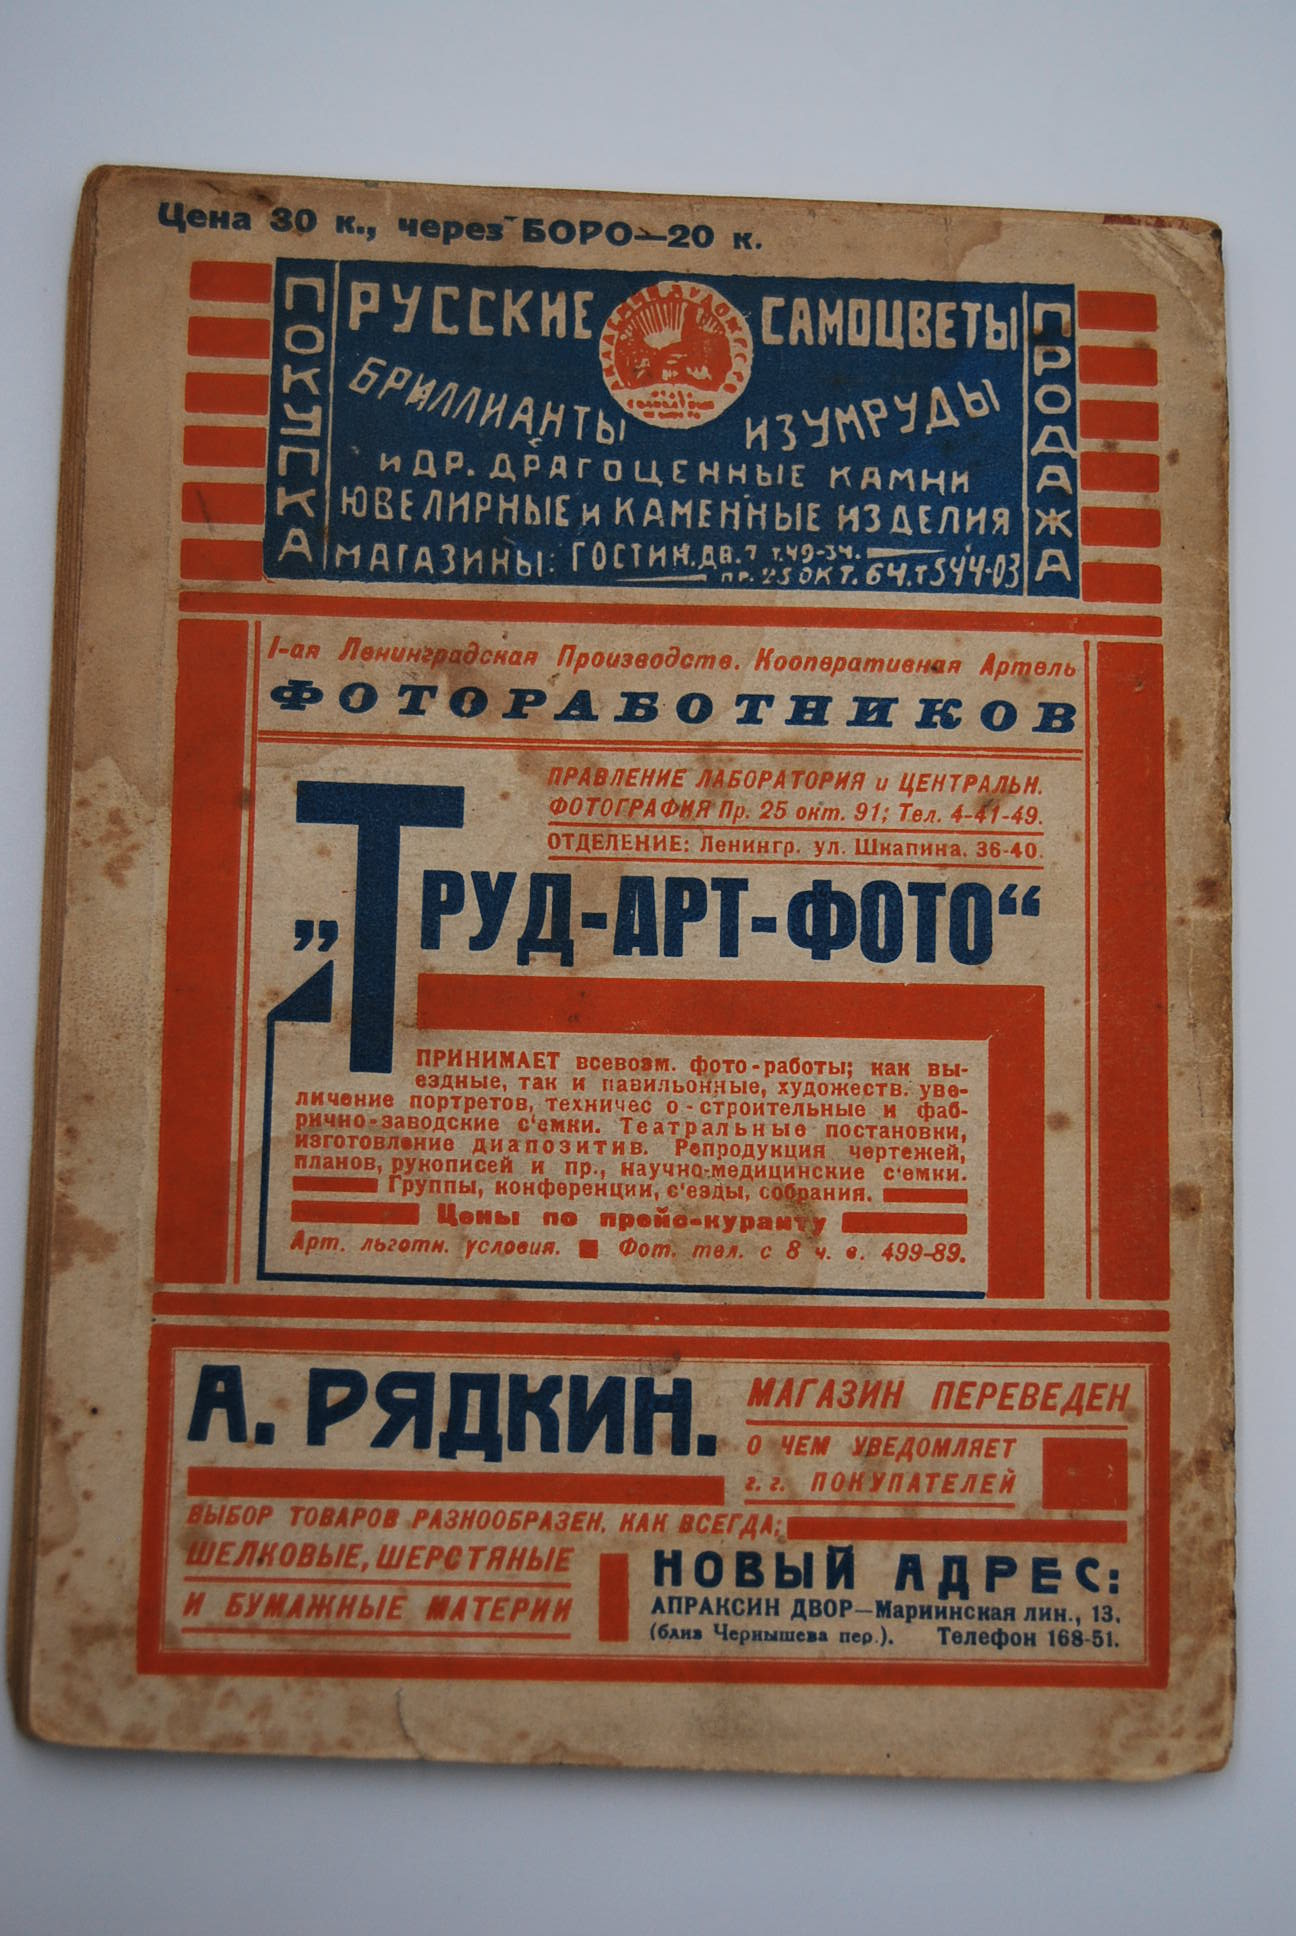 Цена 30 к., через БОРО—20 к.
ПОКУПКА
РУССКИЕ САМОЦВЕТЫ
БРИЛЛИАНТЫ ИЗУМРУДЫ
И ДР. ДРАГОЦЕННЫЕ КАМНИ
ЮВЕЛИРНЫЕ И КАМЕННЫЕ ИЗДЕЛИЯ
МАГАЗИНЫ: ГОСТИН. ДВ. 7 т. 49-34.
пр. 25 ОКТ. 64. т 544-03
ПРОДАЖА
1-ая Ленинградская Производств. Кооперативная Артель
ФОТОРАБОТНИКОВ
ПРАВЛЕНИЕ ЛАБОРАТОРИЯ и ЦЕНТРАЛЬН.
ФОТОГРАФИЯ Пр. 25 окт. 91; Тел. 4-41-49.
ОТДЕЛЕНИЕ: Ленингр. ул. Шкапина. 36-40.
„ТРУД-АРТ-ФОТО“
ПРИНИМАЕТ всевозм. фото-работы; как вы-
ездные, так и павильонные, художеств. уве-
личение портретов, техничес о-строительные и фаб-
рично-заводские с'емки. Театральные постановки,
изготовление диапозитив. Репродукция чертежей,
планов, рукописей и пр., научно-медицинские с'емки.
Группы, конференции, с'езды, собрания.
Цены по прейс-куранту
Арт. льготн. условия. Фот. тел. с 8 ч. в. 499-89.
А. РЯДКИН.
МАГАЗИН ПЕРЕВЕДЕН
О ЧЕМ УВЕДОМЛЯЕТ
г. г. ПОКУПАТЕЛЕЙ
ВЫБОР ТОВАРОВ РАЗНООБРАЗЕН, КАК ВСЕГДА;
ШЕЛКОВЫЕ, ШЕРСТЯНЫЕ
И БУМАЖНЫЕ МАТЕРИИ
НОВЫЙ АДРЕС:
АПРАКСИН ДВОР—Мариинская лин., 13.
(близ Чернышева пер.). Телефон 168-51.